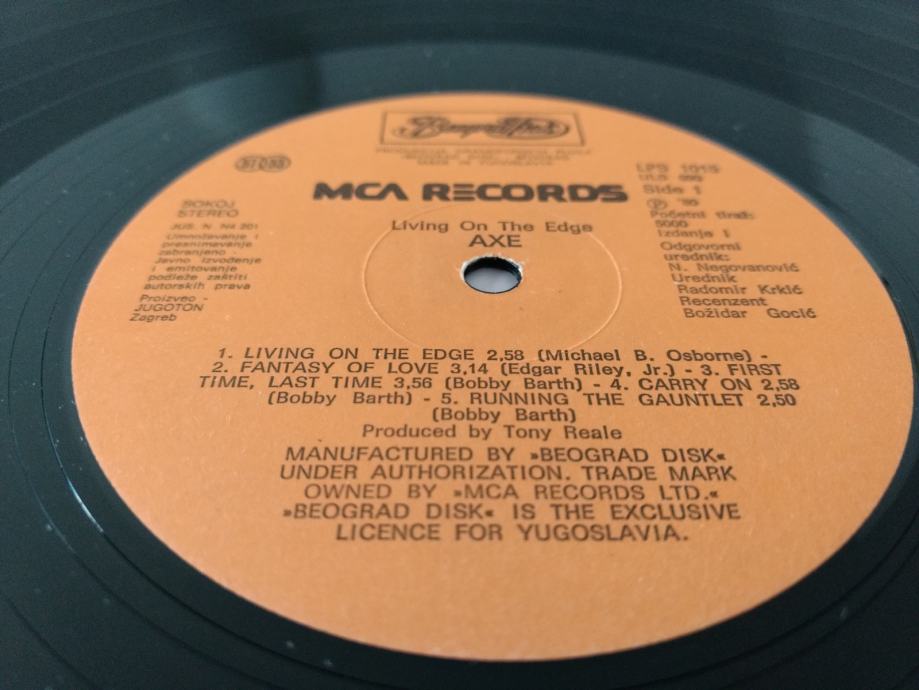 MCA RECORDS
SOKOJ
STEREO
JUS. N. N4 201
Umnožavanje i
presnimavanje
zabranjeno -
Javno izvođenje
i emitovanje
podleže zaštiti
autorskih prava
Proizveo -
JUGOTON
Zagreb
LPS 1015
Side 1
Ⓟ '80
Početni tiraž:
5000
Izdanje I
Odgovorni
urednik:
N. Negovanović
Urednik
Radomir Krkić
Recenzent
Božidar Gocić
Living On The Edge
AXE
1. LIVING ON THE EDGE 2,58 (Michael B. Osborne) -
2. FANTASY OF LOVE 3,14 (Edgar Riley, Jr.) - 3. FIRST
TIME, LAST TIME 3,56 (Bobby Barth) - 4. CARRY ON 2,58
(Bobby Barth) - 5. RUNNING THE GAUNTLET 2,50
(Bobby Barth)
Produced by Tony Reale
MANUFACTURED BY »BEOGRAD DISK«
UNDER AUTHORIZATION. TRADE MARK
OWNED BY »MCA RECORDS LTD.«
»BEOGRAD DISK« IS THE EXCLUSIVE
LICENCE FOR YUGOSLAVIA.